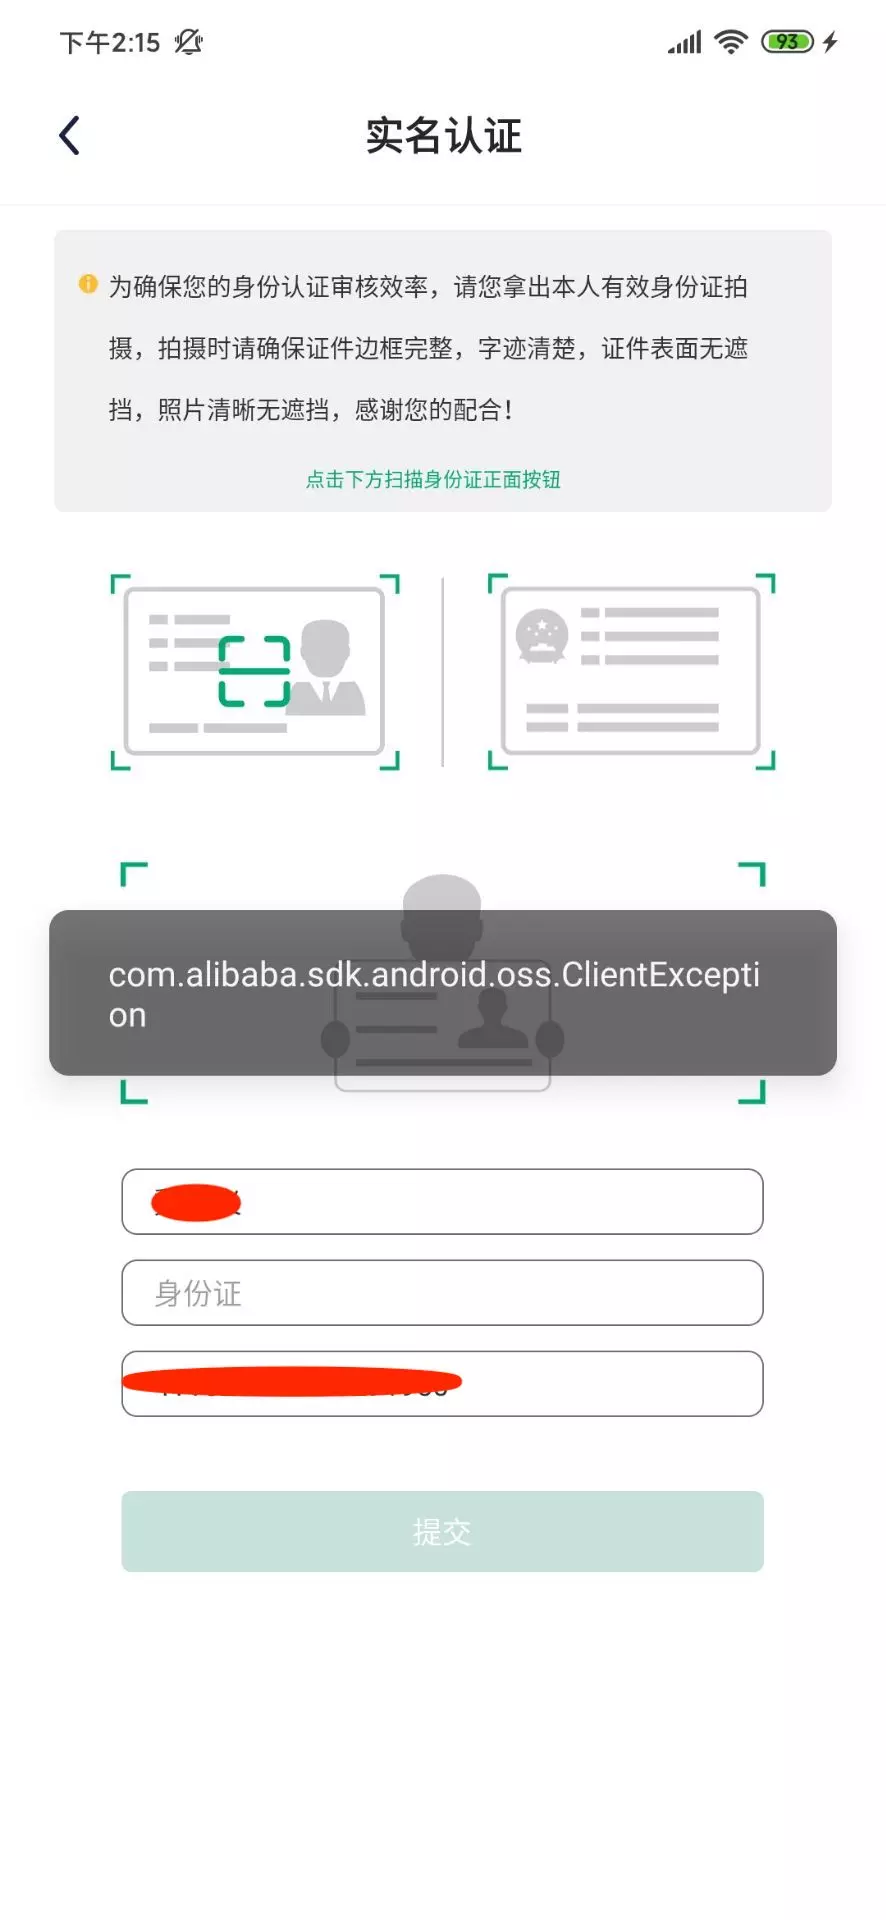 下午2:15
93
实名认证
为确保您的身份认证审核效率，请您拿出本人有效身份证拍
摄，拍摄时请确保证件边框完整，字迹清楚，证件表面无遮
挡，照片清晰无遮挡，感谢您的配合！
点击下方扫描身份证正面按钮
com.alibaba.sdk.android.oss.ClientExcepti
on
身份证
提交